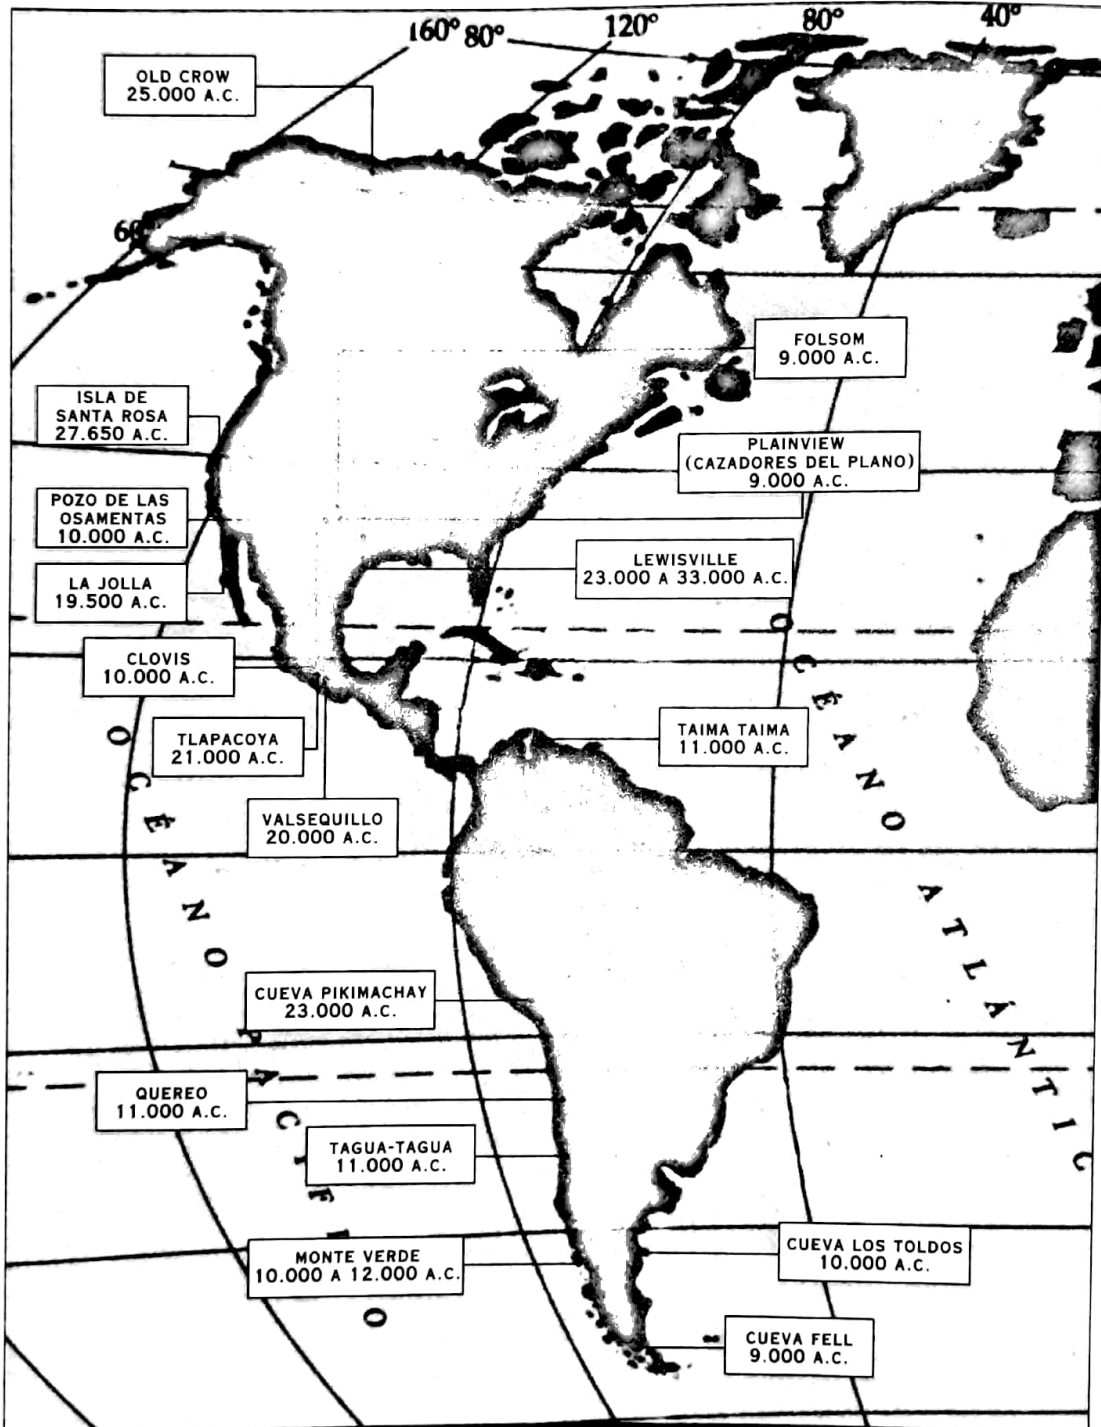 160°
80°
120°
80°
40°
OLD CROW
25.000 A.C.
60°
FOLSOM
9.000 A.C.
ISLA DE
SANTA ROSA
27.650 A.C.
PLAINVIEW
(CAZADORES DEL PLANO)
9.000 A.C.
POZO DE LAS
OSAMENTAS
10.000 A.C.
LEWISVILLE
23.000 A 33.000 A.C.
LA JOLLA
19.500 A.C.
CLOVIS
10.000 A.C.
TLAPACOYA
21.000 A.C.
TAIMA TAIMA
11.000 A.C.
VALSEQUILLO
20.000 A.C.
OCÉANO PACIFICO
OCÉANO ATLÁNTIC
CUEVA PIKIMACHAY
23.000 A.C.
QUEREO
11.000 A.C.
TAGUA-TAGUA
11.000 A.C.
MONTE VERDE
10.000 A 12.000 A.C.
CUEVA LOS TOLDOS
10.000 A.C.
CUEVA FELL
9.000 A.C.